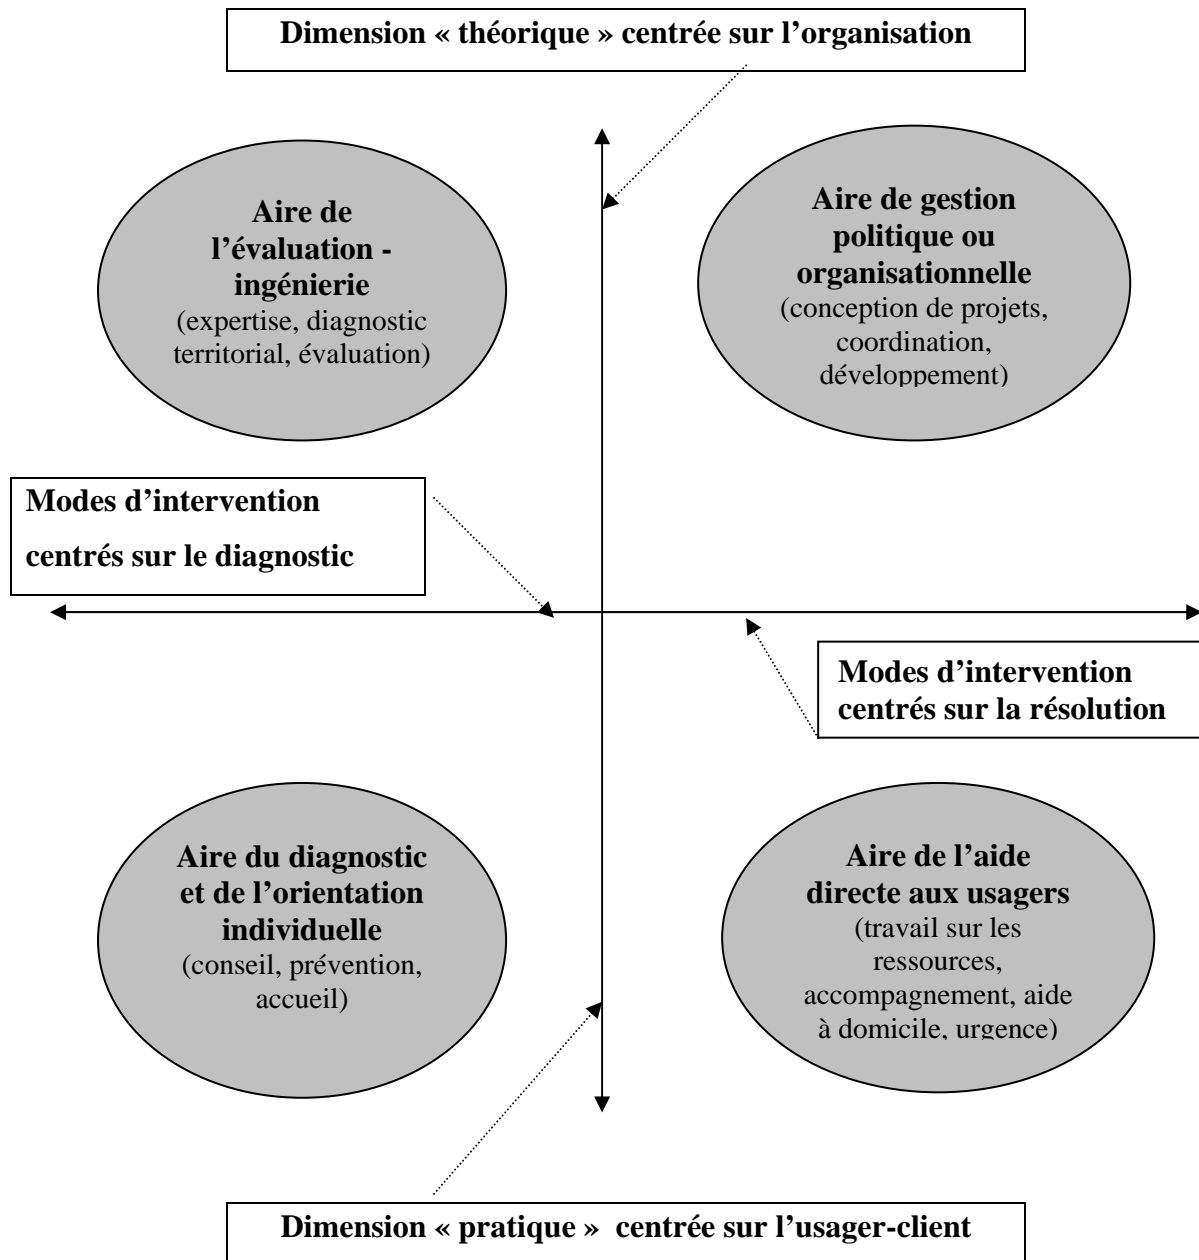 Dimension « théorique » centrée sur l’organisation
Aire de
l’évaluation -
ingénierie
(expertise, diagnostic
territorial, évaluation)
Aire de gestion
politique ou
organisationnelle
(conception de projets,
coordination,
développement)
Modes d’intervention
centrés sur le diagnostic
Modes d’intervention
centrés sur la résolution
Aire du diagnostic
et de l’orientation
individuelle
(conseil, prévention,
accueil)
Aire de l’aide
directe aux usagers
(travail sur les
ressources,
accompagnement, aide
à domicile, urgence)
Dimension « pratique »  centrée sur l’usager-client